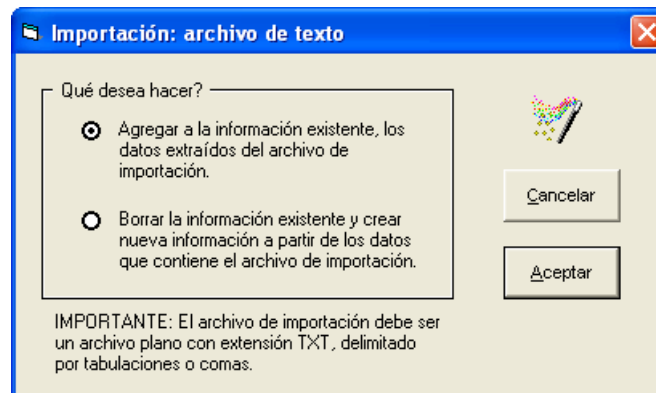 Importación: archivo de texto
Qué desea hacer?
Agregar a la información existente, los
datos extraídos del archivo de
importación.
Borrar la información existente y crear
nueva información a partir de los datos
que contiene el archivo de importación.
Cancelar
Aceptar
IMPORTANTE: El archivo de importación debe ser
un archivo plano con extensión TXT, delimitado
por tabulaciones o comas.